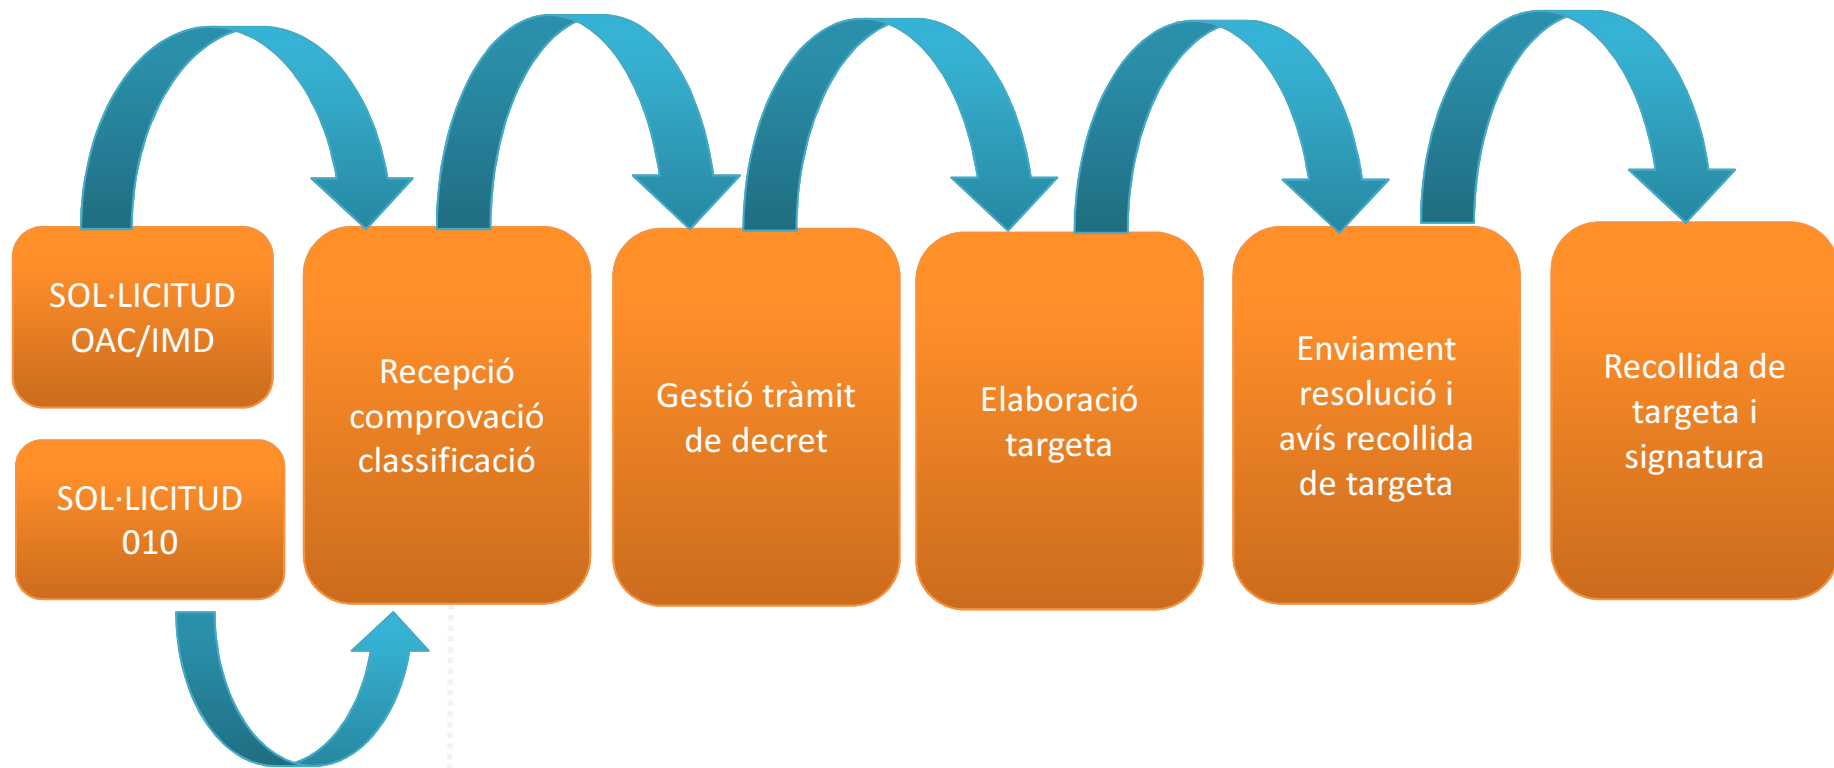 SOL·LICITUD
OAC/IMD
SOL·LICITUD
010
Recepció
comprovació
classificació
Gestió tràmit
de decret
Elaboració
targeta
Enviament
resolució i
avís recollida
de targeta
Recollida de
targeta i
signatura